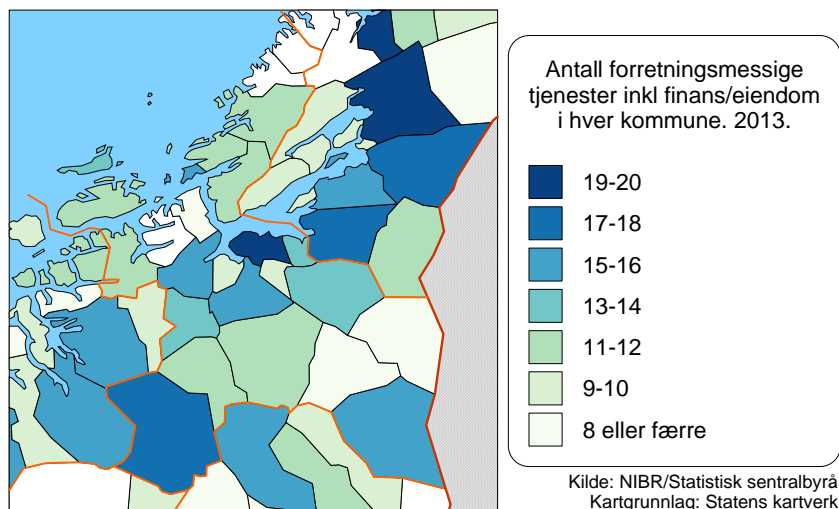 Antall forretningsmessige
tjenester inkl finans/eiendom
i hver kommune. 2013.
19-20
17-18
15-16
13-14
11-12
9-10
8 eller færre
Kilde: NIBR/Statistisk sentralbyrå
Kartgrunnlag: Statens kartverk